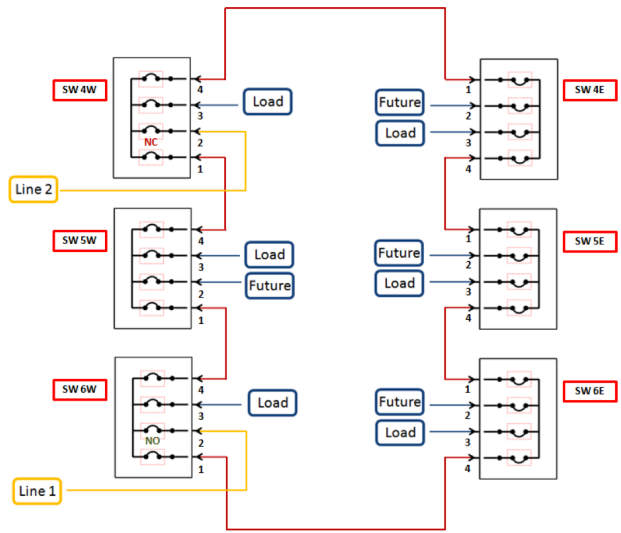 SW 4W
4
Load
3
2
NC
1
Line 2
1
SW 4E
Future
2
Load
3
4
SW 5W
4
Load
3
Future
2
1
1
SW 5E
Future
2
Load
3
4
SW 6W
4
Load
3
2
NO
1
Line 1
1
SW 6E
Future
2
Load
3
4